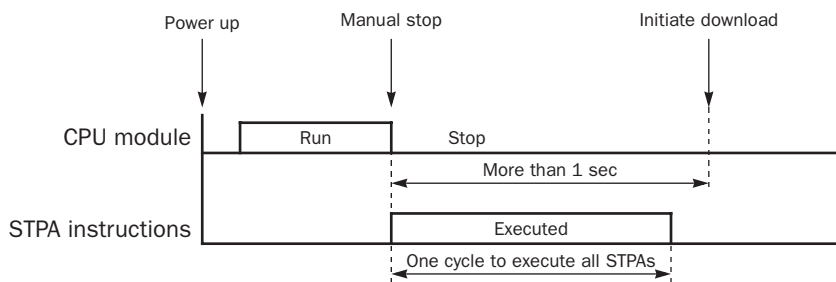 Power up Manual stop Initiate download
CPU module Run Stop
More than 1 sec
STPA instructions Executed
One cycle to execute all STPAs